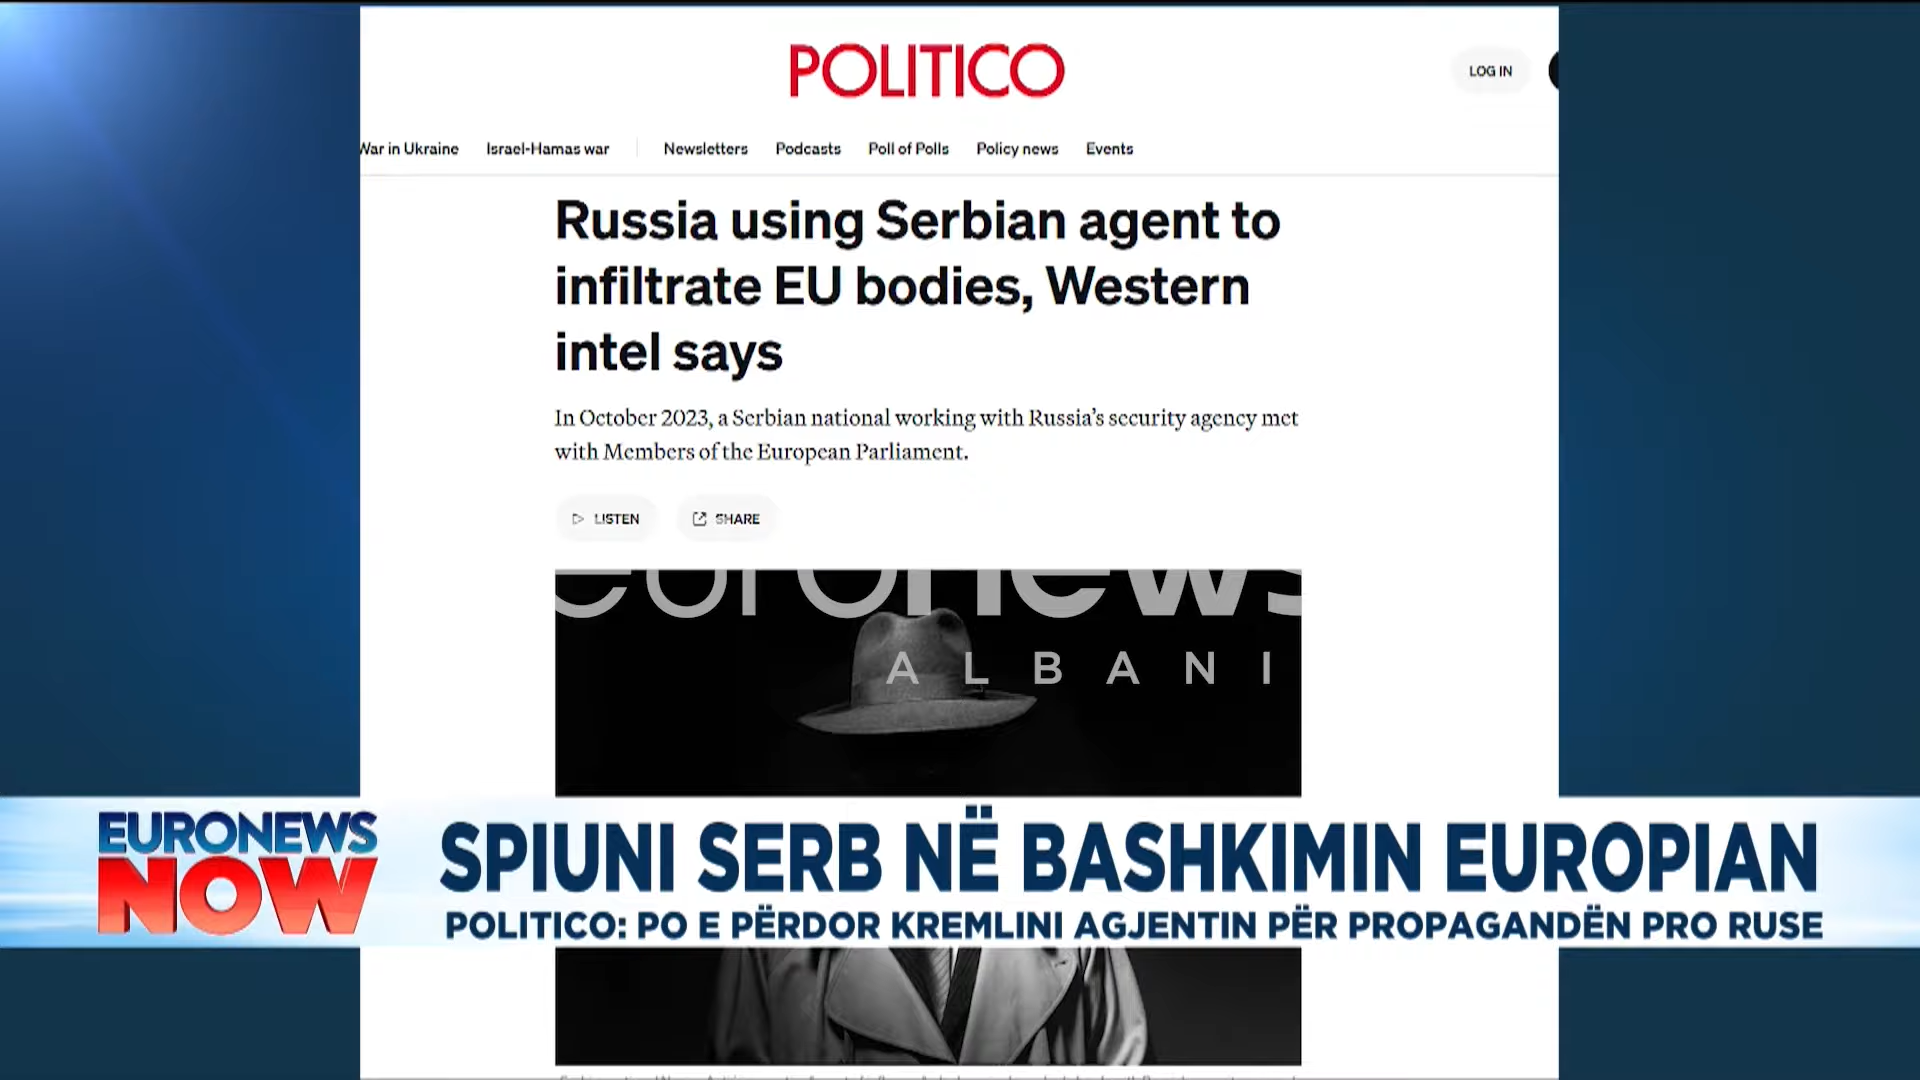 POLITICO
LOG IN
War in Ukraine Israel-Hamas war Newsletters Podcasts Poll of Polls Policy news Events
Russia using Serbian agent to
infiltrate EU bodies, Western
intel says
In October 2023, a Serbian national working with Russia's security agency met
with Members of the European Parliament.
LISTEN SHARE
euronews
ALBANI
EURONEWS
NOW
SPIUNI SERB NË BASHKIMIN EUROPIAN
POLITICO: PO E PËRDOR KREMLINI AGJENTIN PËR PROPAGANDËN PRO RUSE